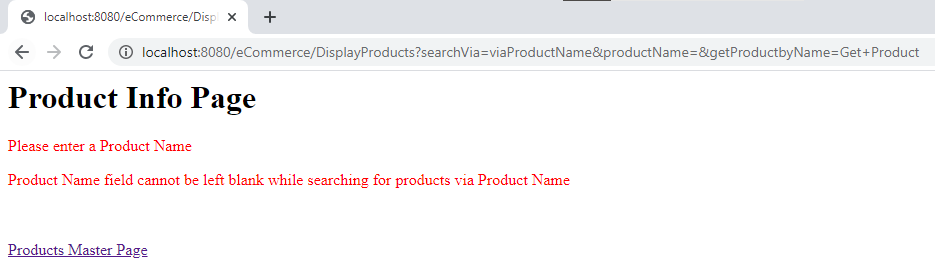 localhost:8080/eCommerce/Disp
localhost:8080/eCommerce/DisplayProducts?searchVia=viaProductName&productName=&getProductbyName=Get+Product
Product Info Page
Please enter a Product Name
Product Name field cannot be left blank while searching for products via Product Name
Products Master Page